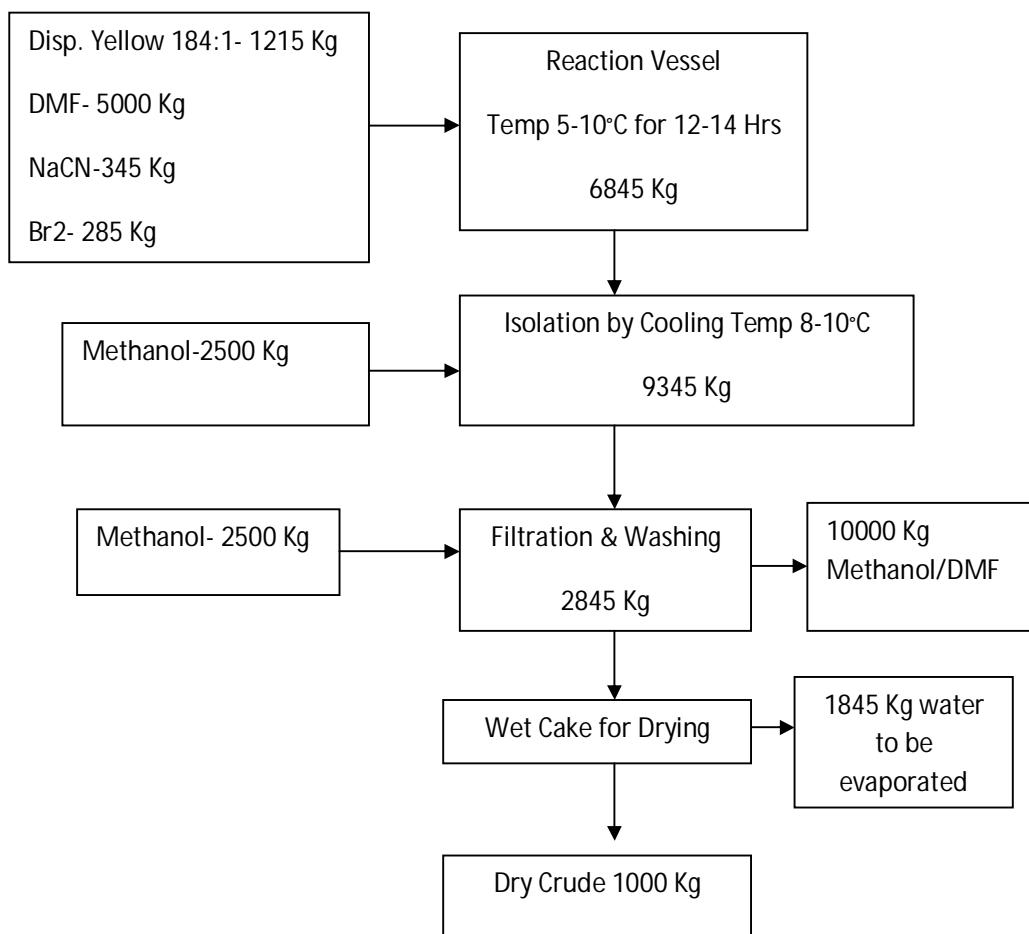 Disp. Yellow 184:1- 1215 Kg
DMF- 5000 Kg
NaCN-345 Kg
Br2- 285 Kg
Reaction Vessel
Temp 5-10°C for 12-14 Hrs
6845 Kg
Methanol-2500 Kg
Isolation by Cooling Temp 8-10°C
9345 Kg
Methanol- 2500 Kg
Filtration & Washing
2845 Kg
10000 Kg
Methanol/DMF
Wet Cake for Drying
1845 Kg water
to be
evaporated
Dry Crude 1000 Kg